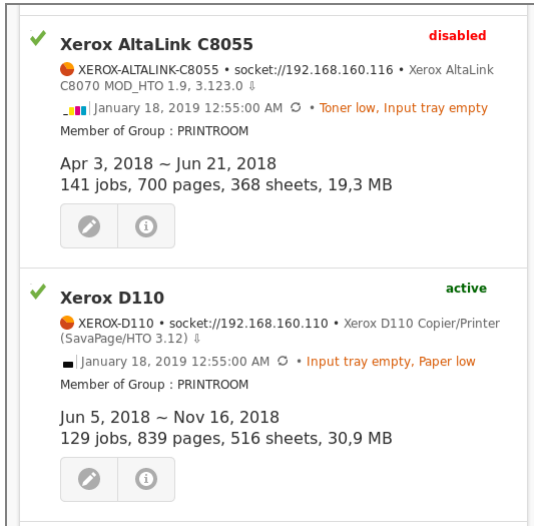 Xerox AltaLink C8055
disabled
XEROX-ALTALINK-C8055 • socket://192.168.160.116 • Xerox AltaLink
C8070 MOD_HTO 1.9, 3.123.0 ⇩
January 18, 2019 12:55:00 AM • Toner low, Input tray empty
Member of Group : PRINTROOM
Apr 3, 2018 ~ Jun 21, 2018
141 jobs, 700 pages, 368 sheets, 19,3 MB
Xerox D110
active
XEROX-D110 • socket://192.168.160.110 • Xerox D110 Copier/Printer
(SavaPage/HTO 3.12) ⇩
January 18, 2019 12:55:00 AM • Input tray empty, Paper low
Member of Group : PRINTROOM
Jun 5, 2018 ~ Nov 16, 2018
129 jobs, 839 pages, 516 sheets, 30,9 MB